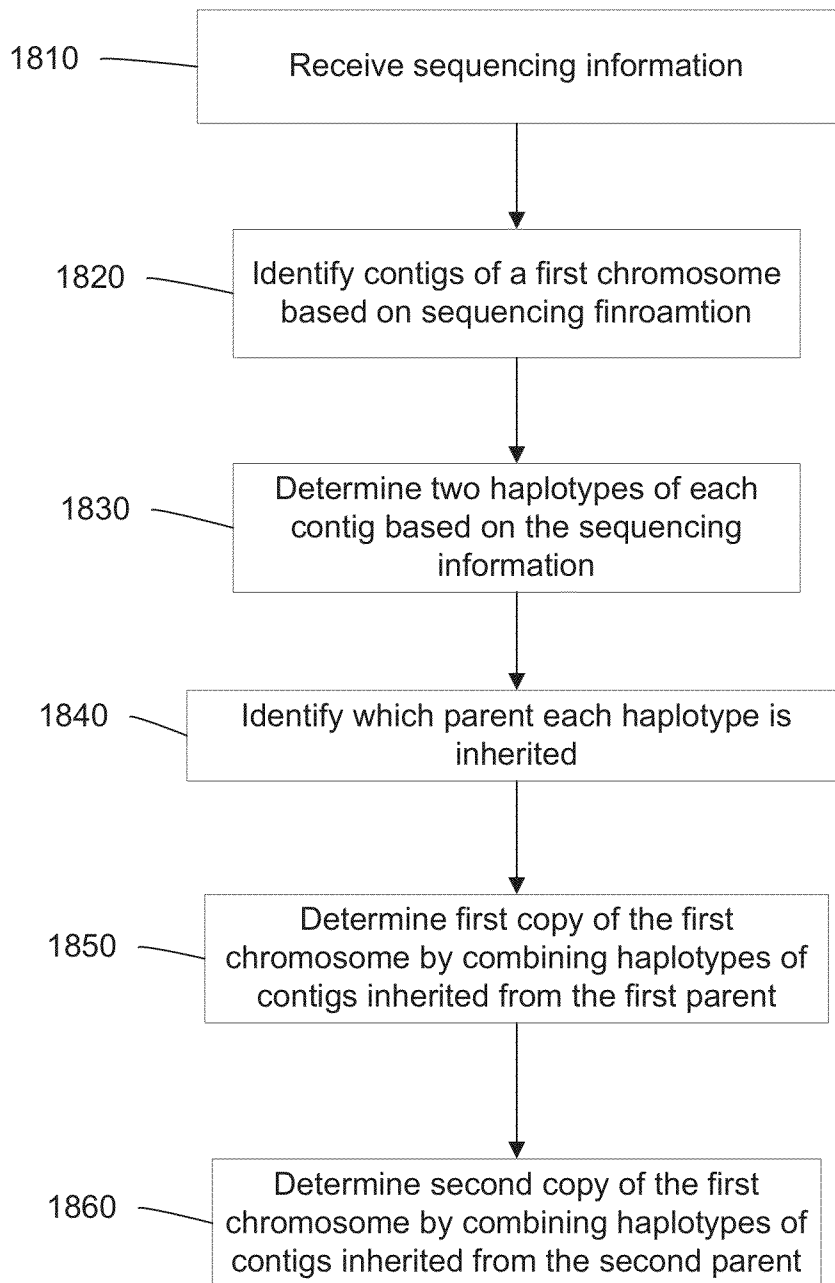 1810
Receive sequencing information
1820
Identify contigs of a first chromosome
based on sequencing finroamtion
1830
Determine two haplotypes of each
contig based on the sequencing
information
1840
Identify which parent each haplotype is
inherited
1850
Determine first copy of the first
chromosome by combining haplotypes of
contigs inherited from the first parent
1860
Determine second copy of the first
chromosome by combining haplotypes of
contigs inherited from the second parent